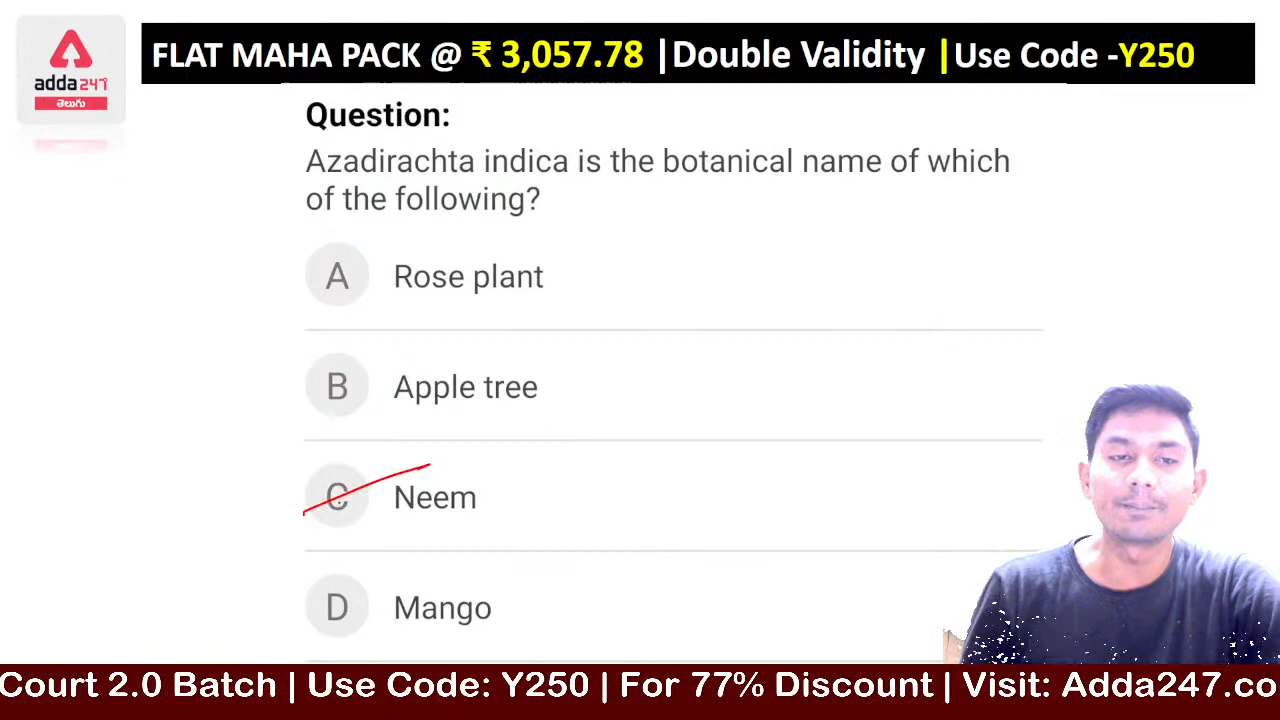 FLAT MAHA PACK @ ₹ 3,057.78 |Double Validity |Use Code -Y250
adda247
తెలుగు
Question:
Azadirachta indica is the botanical name of which
of the following?
A Rose plant
B Apple tree
C Neem
D Mango
Court 2.0 Batch | Use Code: Y250 | For 77% Discount | Visit: Adda247.co